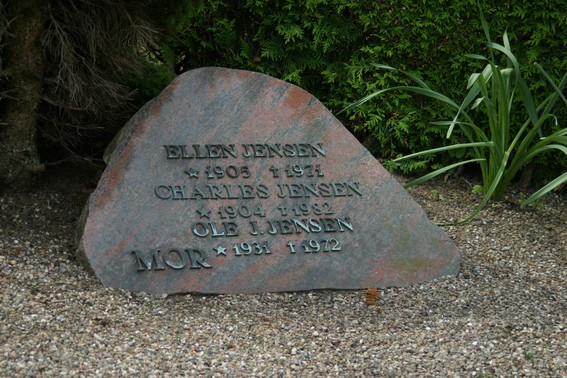 ELLEN JENSEN
* 1905 †1971
CHARLES JENSEN
* 1904 †1982
OLE J. JENSEN
MOR * 1931 †1972